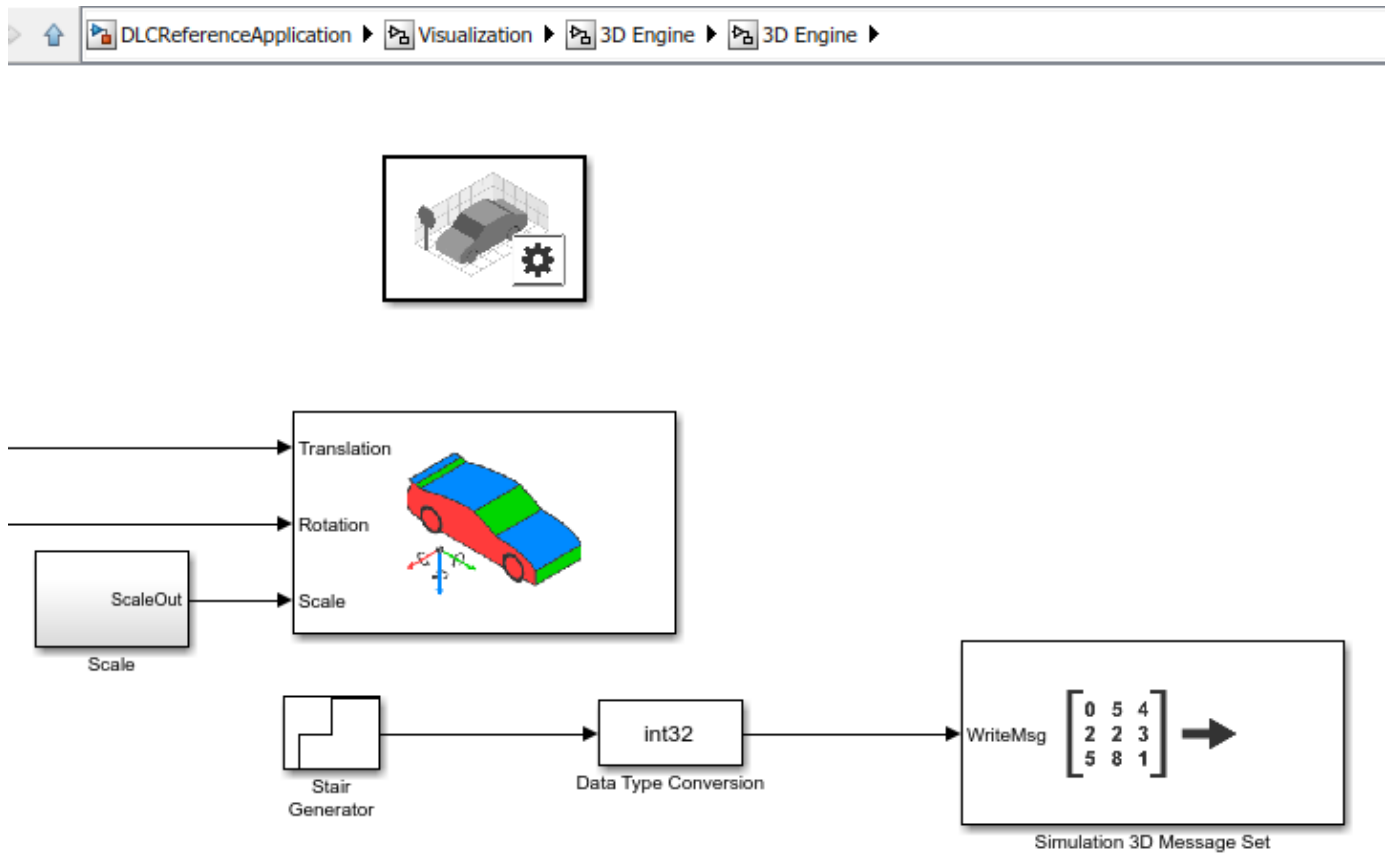 DLCReferenceApplication Visualization 3D Engine 3D Engine
Translation
Rotation
Scale
ScaleOut
Scale
Stair
Generator
int32
Data Type Conversion
WriteMsg
0 5 4
2 2 3
5 8 1
Simulation 3D Message Set